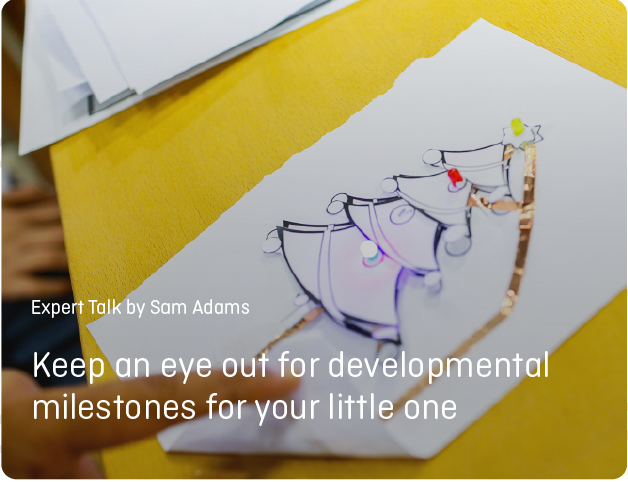 Expert Talk by Sam Adams
Keep an eye out for developmental
milestones for your little one